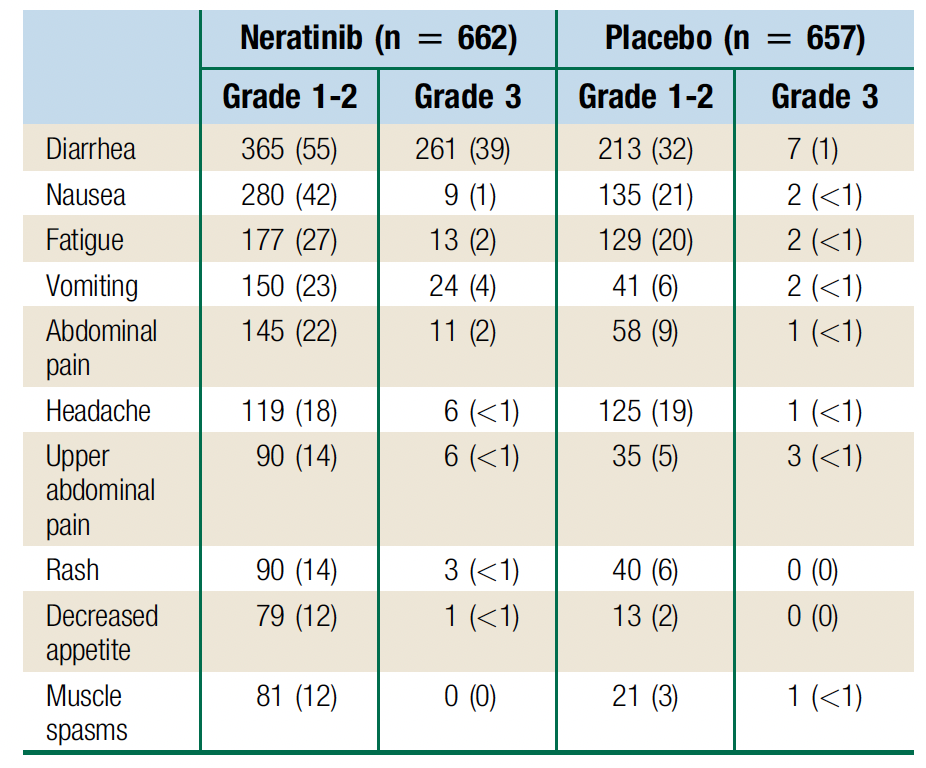 Neratinib (n = 662) Placebo (n = 657)
Grade 1-2 Grade 3 Grade 1-2 Grade 3
Diarrhea 365 (55) 261 (39) 213 (32) 7 (1)
Nausea 280 (42) 9 (1) 135 (21) 2 (<1)
Fatigue 177 (27) 13 (2) 129 (20) 2 (<1)
Vomiting 150 (23) 24 (4) 41 (6) 2 (<1)
Abdominal 145 (22) 11 (2) 58 (9) 1 (<1)
pain
Headache 119 (18) 6 (<1) 125 (19) 1 (<1)
Upper 90 (14) 6 (<1) 35 (5) 3 (<1)
abdominal
pain
Rash 90 (14) 3 (<1) 40 (6) 0 (0)
Decreased 79 (12) 1 (<1) 13 (2) 0 (0)
appetite
Muscle 81 (12) 0 (0) 21 (3) 1 (<1)
spasms